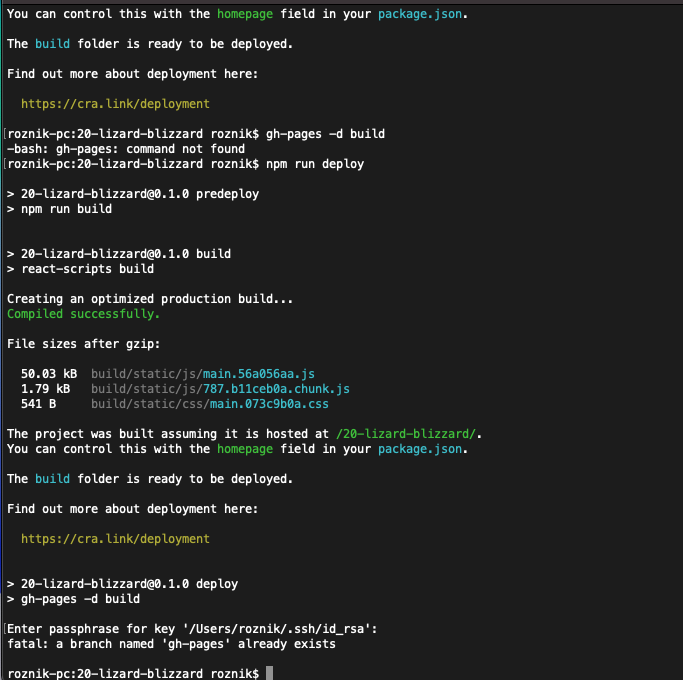 You can control this with the homepage field in your package.json.
The build folder is ready to be deployed.
Find out more about deployment here:
https://cra.link/deployment
[roznik-pc:20-lizard-blizzard roznik$ gh-pages -d build
-bash: gh-pages: command not found
[roznik-pc:20-lizard-blizzard roznik$ npm run deploy
> 20-lizard-blizzard@0.1.0 predeploy
> npm run build
> 20-lizard-blizzard@0.1.0 build
> react-scripts build
Creating an optimized production build...
Compiled successfully.
File sizes after gzip:
50.03 kB build/static/js/main.56a056aa.js
1.79 kB build/static/js/787.b11ceb0a.chunk.js
541 B build/static/css/main.073c9b0a.css
The project was built assuming it is hosted at /20-lizard-blizzard/.
You can control this with the homepage field in your package.json.
The build folder is ready to be deployed.
Find out more about deployment here:
https://cra.link/deployment
> 20-lizard-blizzard@0.1.0 deploy
> gh-pages -d build
[Enter passphrase for key '/Users/roznik/.ssh/id_rsa':
fatal: a branch named 'gh-pages' already exists
roznik-pc:20-lizard-blizzard roznik$